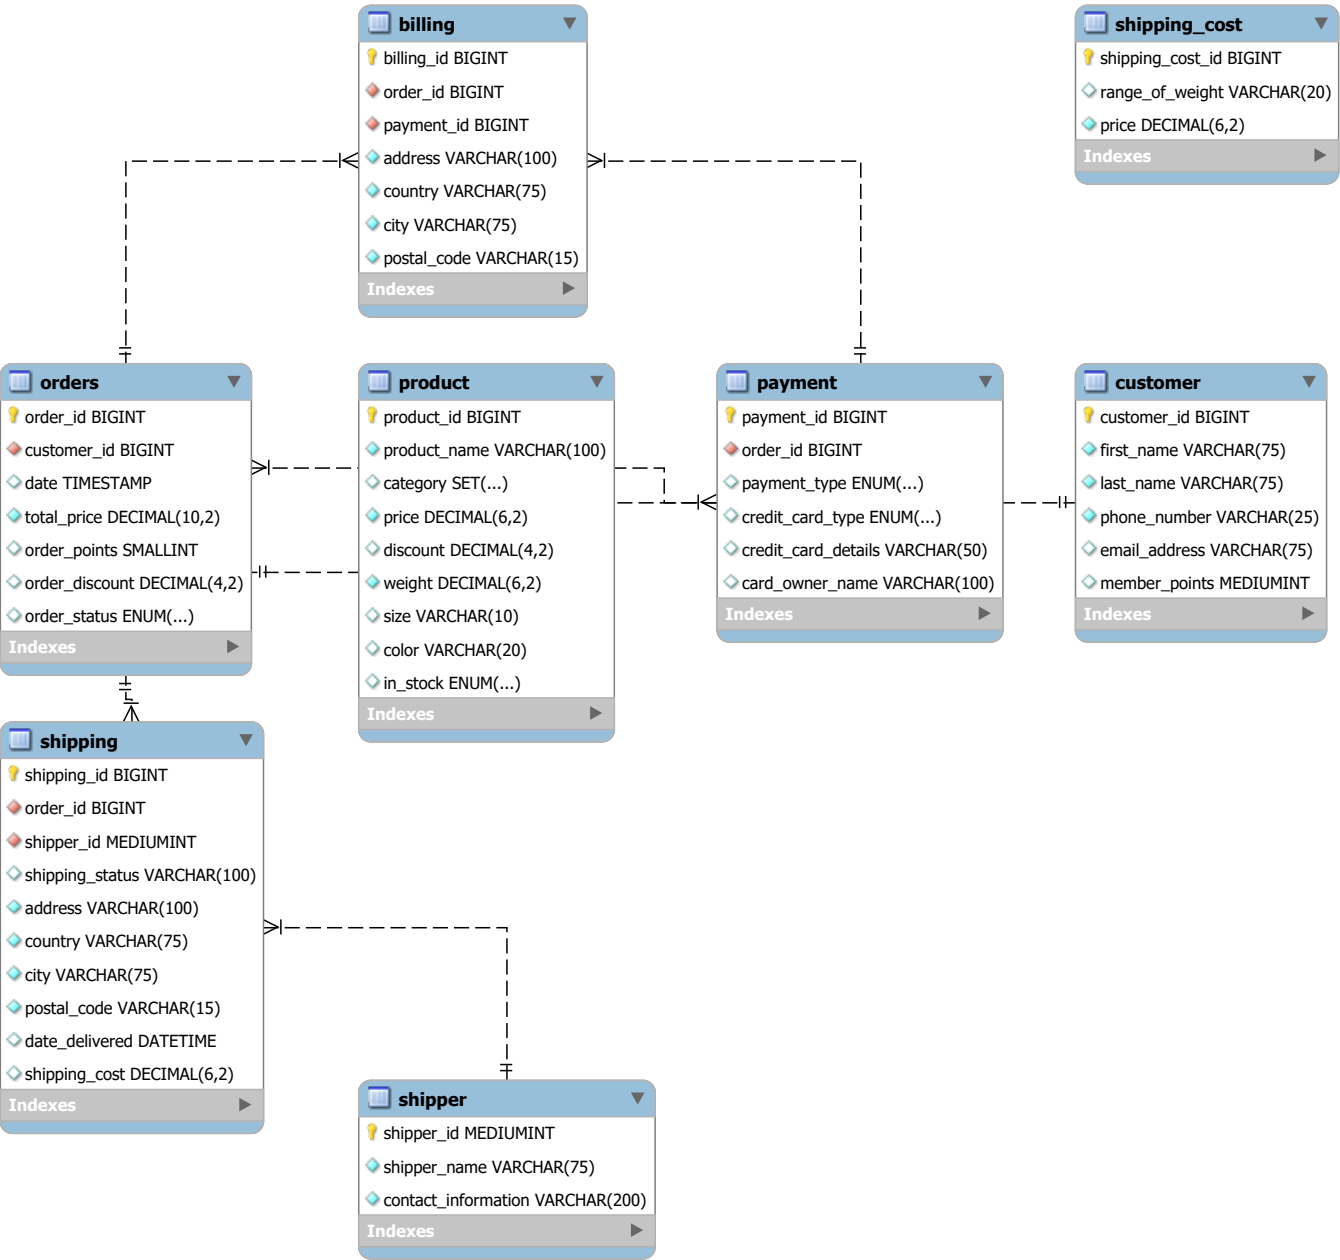 billing
billing_id BIGINT
order_id BIGINT
payment_id BIGINT
address VARCHAR(100)
country VARCHAR(75)
city VARCHAR(75)
postal_code VARCHAR(15)
Indexes
shipping_cost
shipping_cost_id BIGINT
range_of_weight VARCHAR(20)
price DECIMAL(6,2)
Indexes
orders
order_id BIGINT
customer_id BIGINT
date TIMESTAMP
total_price DECIMAL(10,2)
order_points SMALLINT
order_discount DECIMAL(4,2)
order_status ENUM(...)
Indexes
product
product_id BIGINT
product_name VARCHAR(100)
category SET(...)
price DECIMAL(6,2)
discount DECIMAL(4,2)
weight DECIMAL(6,2)
size VARCHAR(10)
color VARCHAR(20)
in_stock ENUM(...)
Indexes
payment
payment_id BIGINT
order_id BIGINT
payment_type ENUM(...)
credit_card_type ENUM(...)
credit_card_details VARCHAR(50)
card_owner_name VARCHAR(100)
Indexes
customer
customer_id BIGINT
first_name VARCHAR(75)
last_name VARCHAR(75)
phone_number VARCHAR(25)
email_address VARCHAR(75)
member_points MEDIUMINT
Indexes
shipping
shipping_id BIGINT
order_id BIGINT
shipper_id MEDIUMINT
shipping_status VARCHAR(100)
address VARCHAR(100)
country VARCHAR(75)
city VARCHAR(75)
postal_code VARCHAR(15)
date_delivered DATETIME
shipping_cost DECIMAL(6,2)
Indexes
shipper
shipper_id MEDIUMINT
shipper_name VARCHAR(75)
contact_information VARCHAR(200)
Indexes